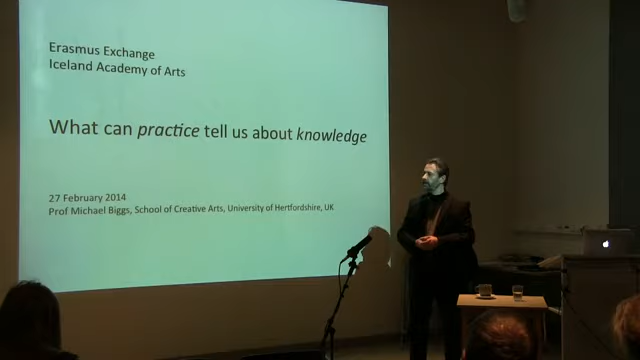 Erasmus Exchange
Iceland Academy of Arts
What can practice tell us about knowledge
27 February 2014
Prof Michael Biggs, School of Creative Arts, University of Hertfordshire, UK